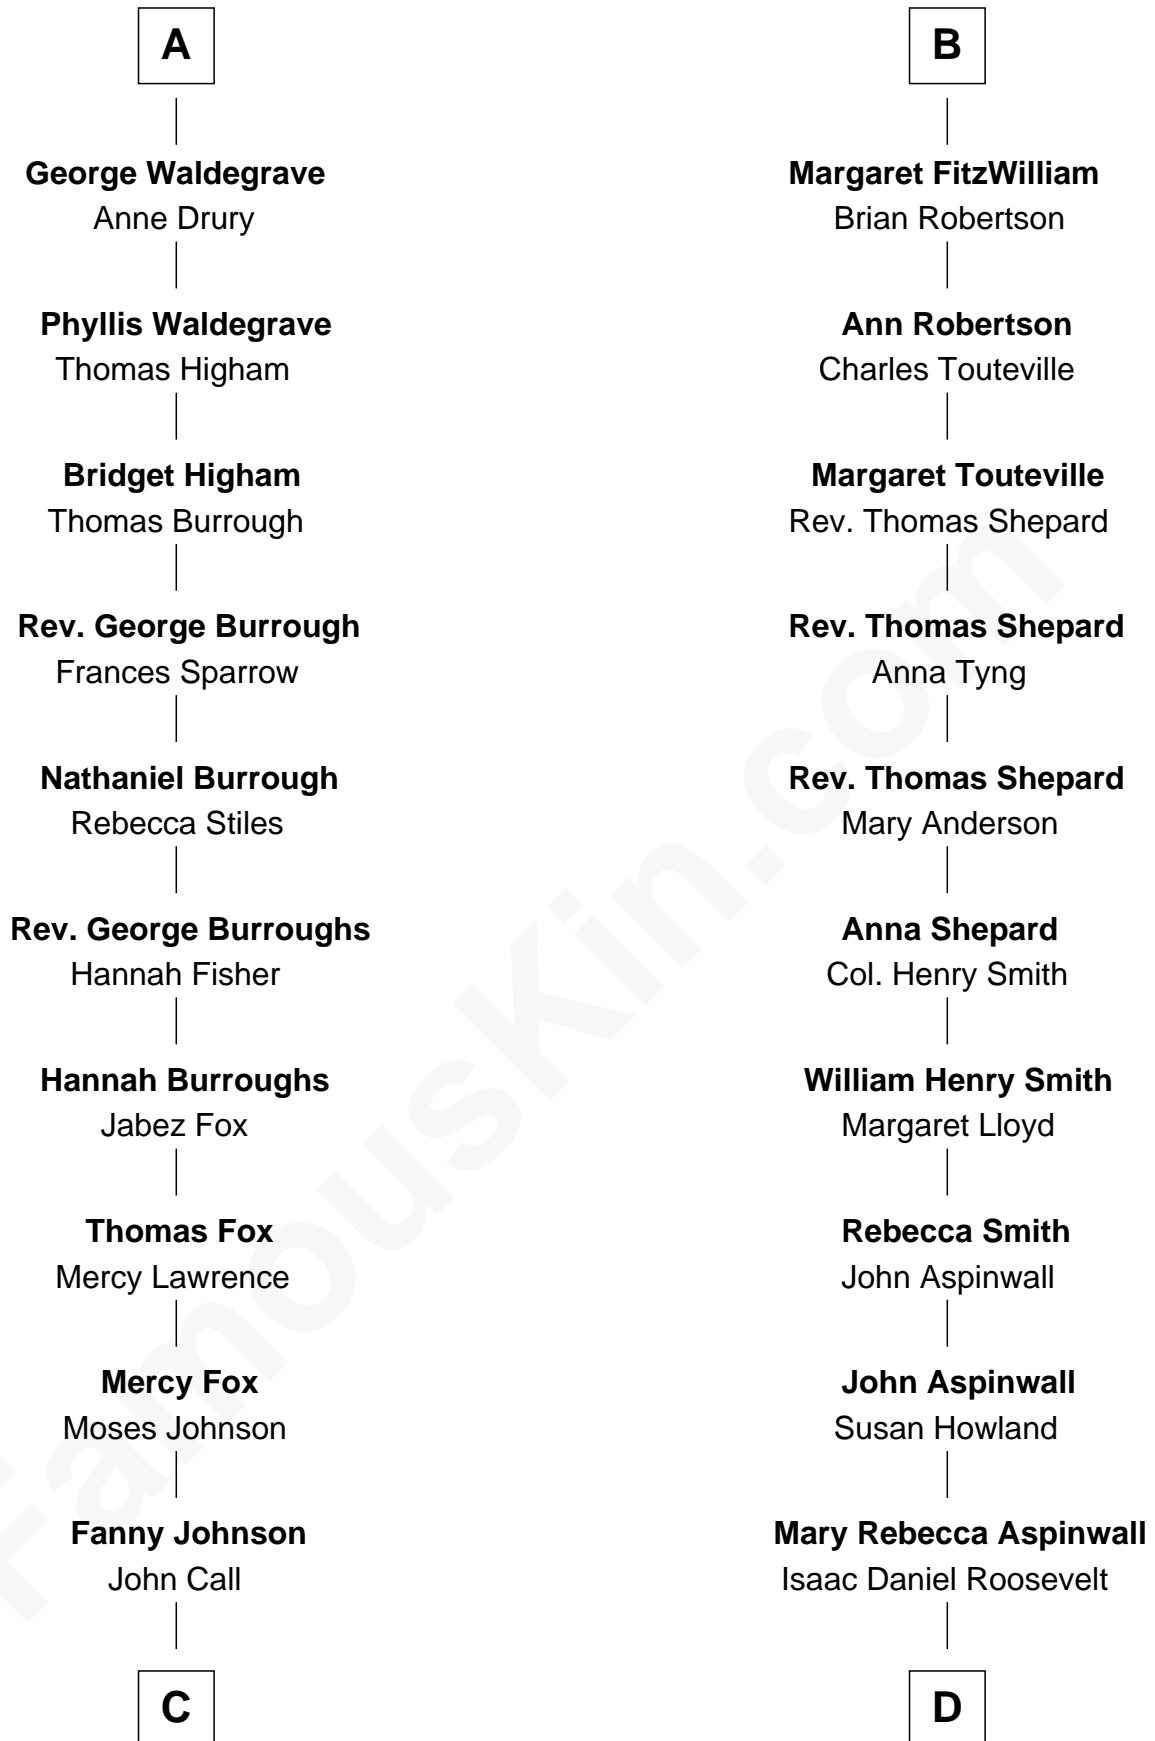 A
George Waldegrave
Anne Drury
Phyllis Waldegrave
Thomas Higham
Bridget Higham
Thomas Burrough
Rev. George Burrough
Frances Sparrow
Nathaniel Burrough
Rebecca Stiles
Rev. George Burroughs
Hannah Fisher
Hannah Burroughs
Jabez Fox
Thomas Fox
Mercy Lawrence
Mercy Fox
Moses Johnson
Fanny Johnson
John Call
C
B
Margaret FitzWilliam
Brian Robertson
Ann Robertson
Charles Touteville
Margaret Touteville
Rev. Thomas Shepard
Rev. Thomas Shepard
Anna Tyng
Rev. Thomas Shepard
Mary Anderson
Anna Shepard
Col. Henry Smith
William Henry Smith
Margaret Lloyd
Rebecca Smith
John Aspinwall
John Aspinwall
Susan Howland
Mary Rebecca Aspinwall
Isaac Daniel Roosevelt
D
FamousKin.com